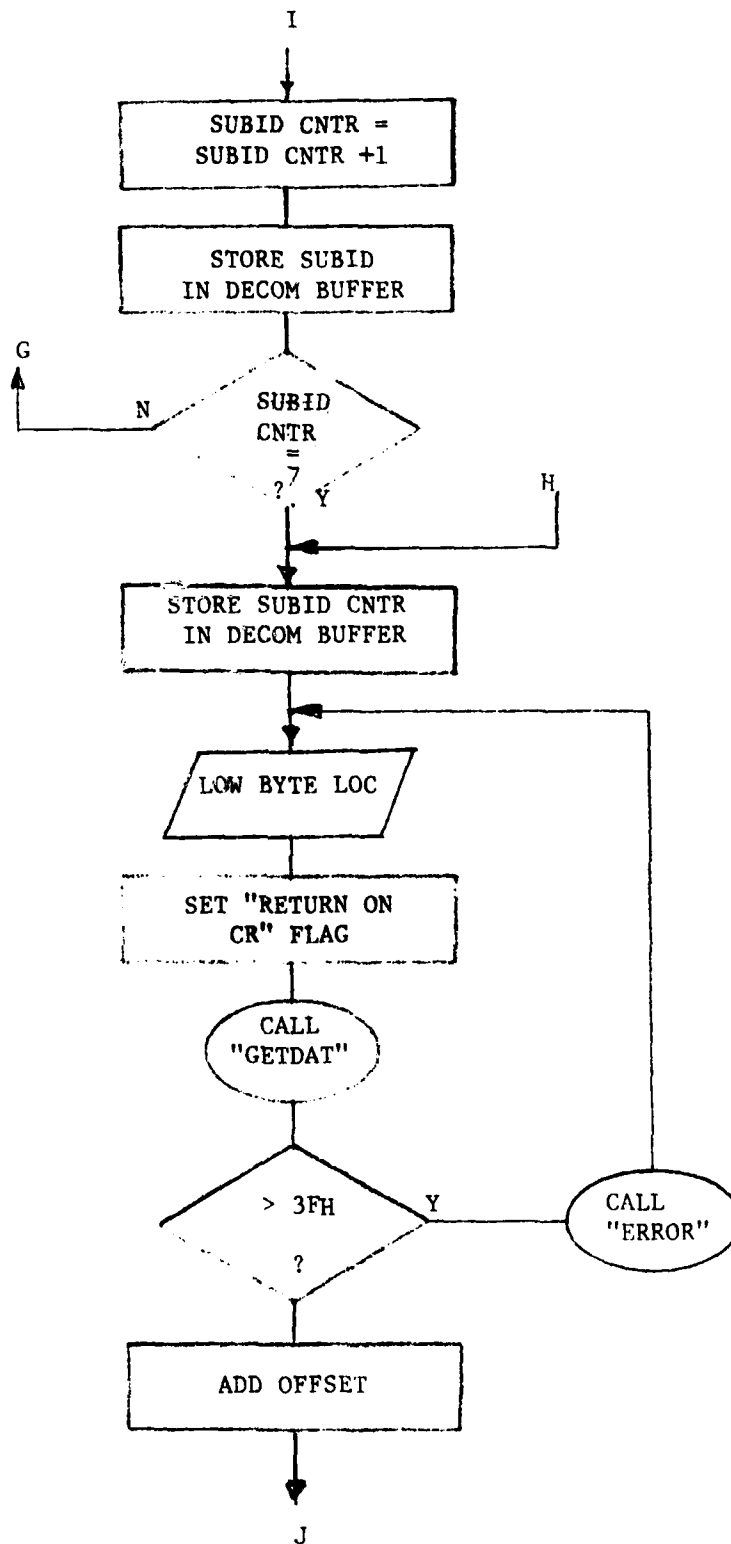 I
SUBID CNTR =
SUBID CNTR +1
STORE SUBID
IN DECOM BUFFER
G
N
SUBID
CNTR
=
7
?
Y
H
STORE SUBID CNTR
IN DECOM BUFFER
LOW BYTE LOC
SET "RETURN ON
CR" FLAG
CALL
"GETDAT"
> 3FH
?
Y
CALL
"ERROR"
ADD OFFSET
J